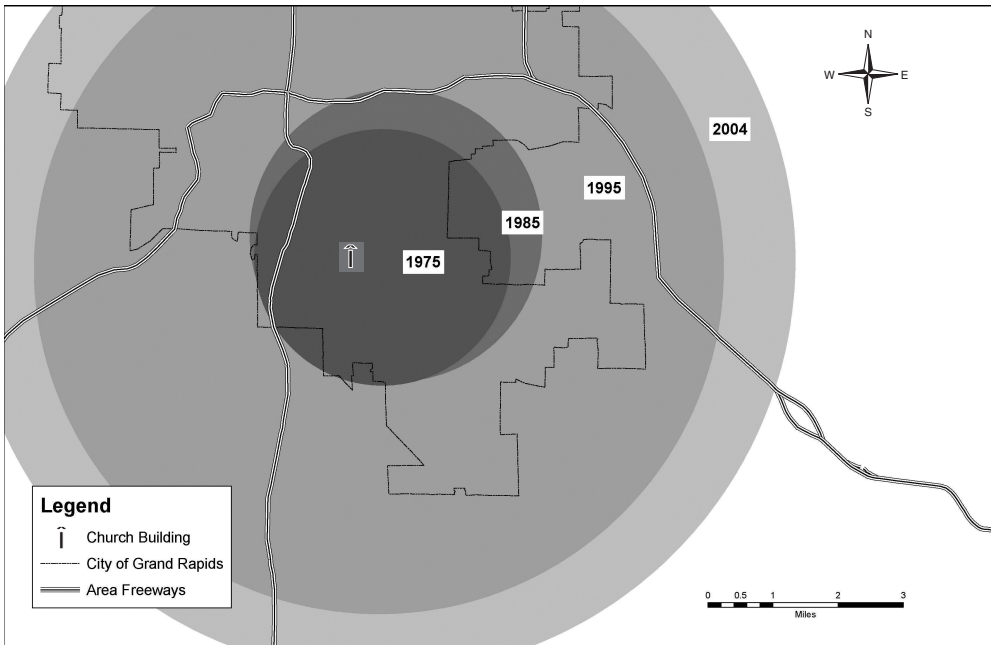 N
W E
S
2004
1995
1985
1975
Legend
Church Building
City of Grand Rapids
Area Freeways
0 0.5 1 2 3
Miles